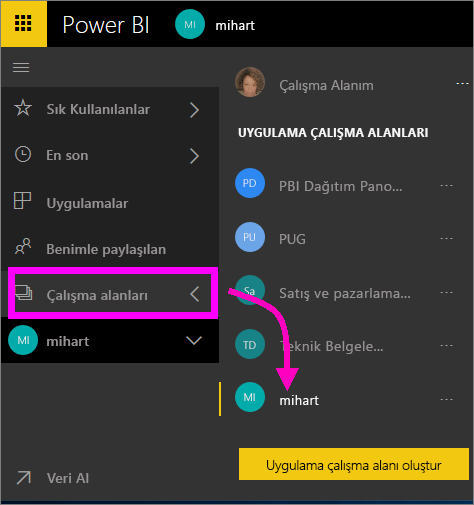 Power BI
MI
mihart
Sık Kullanılanlar
En son
Uygulamalar
Benimle paylaşılan
Çalışma alanları
MI
mihart
Veri Al
Çalışma Alanım
UYGULAMA ÇALIŞMA ALANLARI
PD
PBI Dağıtım Pano...
PU
PUG
Sa
Satış ve pazarlama...
TD
Teknik Belgele...
MI
mihart
Uygulama çalışma alanı oluştur